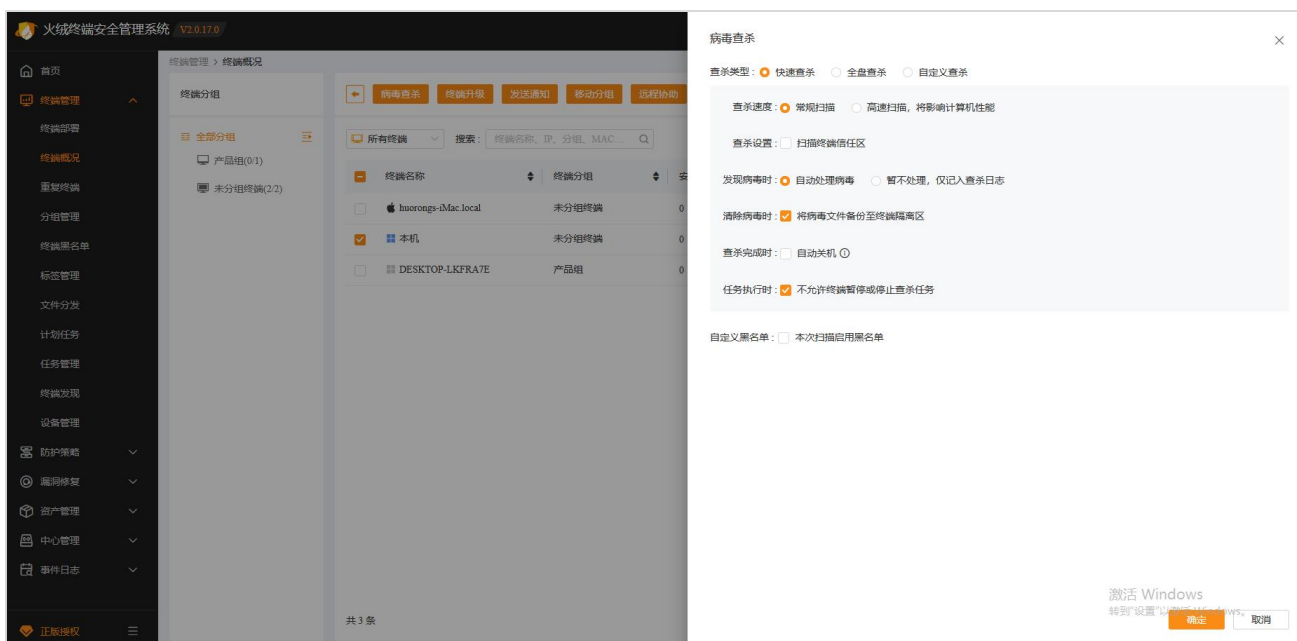 火绒终端安全管理系统 V2.0.17.0
首页
终端管理
终端部署
终端概况
重复终端
分组管理
终端黑名单
标签管理
文件分发
计划任务
任务管理
终端发现
设备管理
防护策略
漏洞修复
资产管理
中心管理
事件日志
正版授权
终端管理 > 终端概况
终端分组
全部分组
产品组(0/1)
未分组终端(2/2)
病毒查杀 终端升级 发送通知 移动分组 远程协助
所有终端 搜索： 终端名称、IP、分组、MAC...
终端名称 终端分组 安
huorongs-iMac.local 未分组终端 0
本机 未分组终端 0
DESKTOP-LKFRA7E 产品组 0
共 3 条
病毒查杀
查杀类型： 快速查杀 全盘查杀 自定义查杀
查杀速度： 常规扫描 高速扫描，将影响计算机性能
查杀设置： 扫描终端信任区
发现病毒时： 自动处理病毒 暂不处理，仅记入查杀日志
清除病毒时： 将病毒文件备份至终端隔离区
查杀完成时： 自动关机
任务执行时： 不允许终端暂停或停止查杀任务
自定义黑名单： 本次扫描启用黑名单
激活 Windows
转到"设置"以激活 Windows。
确定 取消